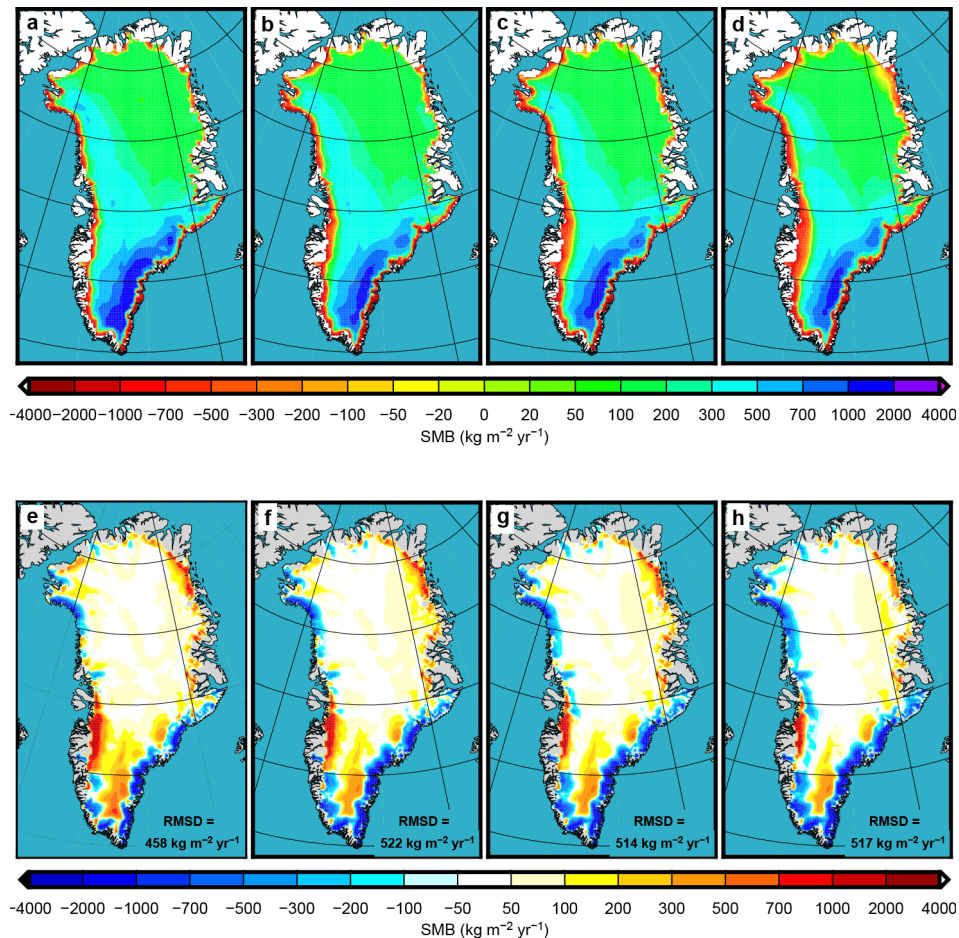 a b c d
−4000 −2000 −1000 −700 −500 −300 −200 −100 −50 −20 0 20 50 100 200 300 500 700 1000 2000 4000
SMB (kg m⁻² yr⁻¹)
e f g h
RMSD = RMSD = RMSD = RMSD =
458 kg m⁻² yr⁻¹ 522 kg m⁻² yr⁻¹ 514 kg m⁻² yr⁻¹ 517 kg m⁻² yr⁻¹
−4000 −2000 −1000 −700 −500 −300 −200 −100 −50 50 100 200 300 500 700 1000 2000 4000
SMB (kg m⁻² yr⁻¹)